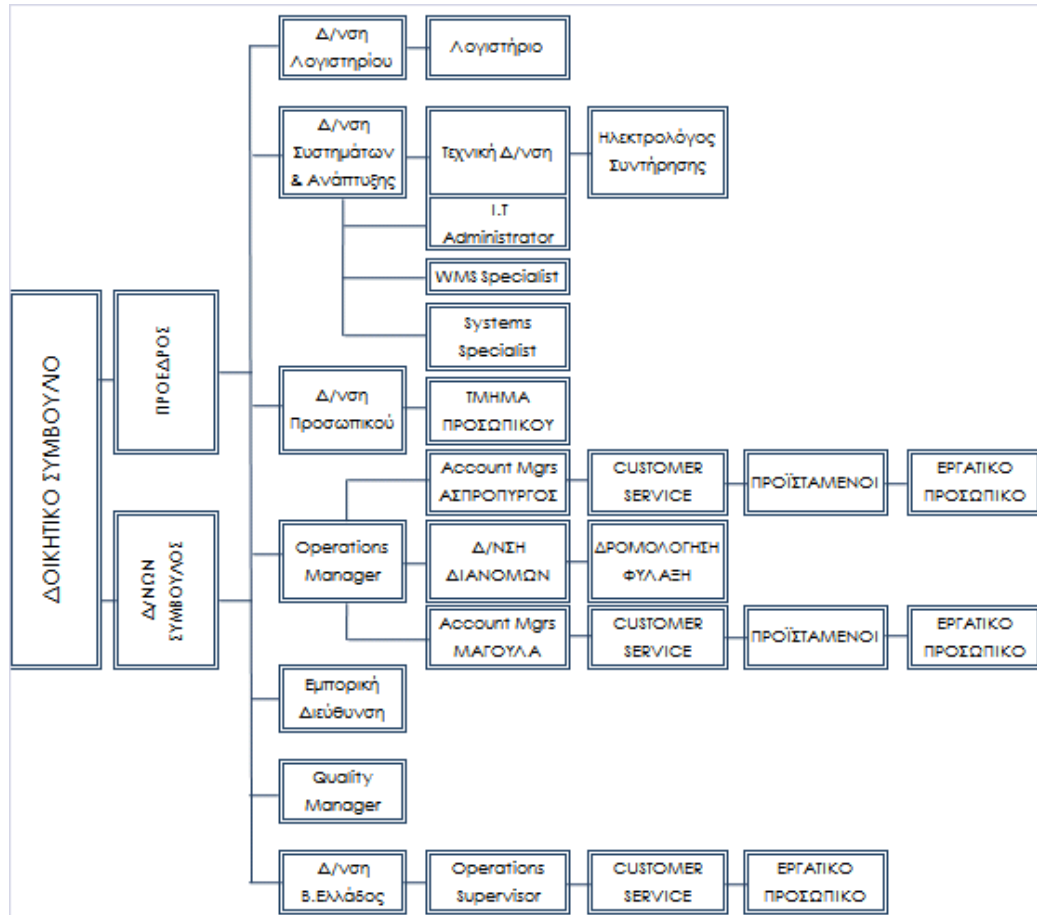 ΔΟΙΚΗΤΙΚΟ ΣΥΜΒΟΥΛΙΟ
ΠΡΟΕΔΡΟΣ
Δ/ΝΩΝ
ΣΥΜΒΟΥΛΟΣ
Δ/νση
Λογιστηρίου
Λογιστήριο
Δ/νση
Συστημάτων
& Ανάπτυξης
Τεχνική Δ/νση
Ηλεκτρολόγος
Συντήρησης
I.T
Administrator
WMS Specialist
Systems
Specialist
Δ/νση
Προσωπικού
ΤΜΗΜΑ
ΠΡΟΣΩΠΙΚΟΥ
Operations
Manager
Account Mgrs
ΑΣΠΡΟΠΥΡΓΟΣ
CUSTOMER
SERVICE
ΠΡΟΪΣΤΑΜΕΝΟΙ
ΕΡΓΑΤΙΚΟ
ΠΡΟΣΩΠΙΚΟ
Δ/ΝΣΗ
ΔΙΑΝΟΜΩΝ
ΔΡΟΜΟΛΟΓΗΣΗ
ΦΥΛΑΞΗ
Account Mgrs
ΜΑΓΟΥΛΑ
CUSTOMER
SERVICE
ΠΡΟΪΣΤΑΜΕΝΟΙ
ΕΡΓΑΤΙΚΟ
ΠΡΟΣΩΠΙΚΟ
Εμπορική
Διεύθυνση
Quality
Manager
Δ/νση
Β.Ελλάδος
Operations
Supervisor
CUSTOMER
SERVICE
ΕΡΓΑΤΙΚΟ
ΠΡΟΣΩΠΙΚΟ